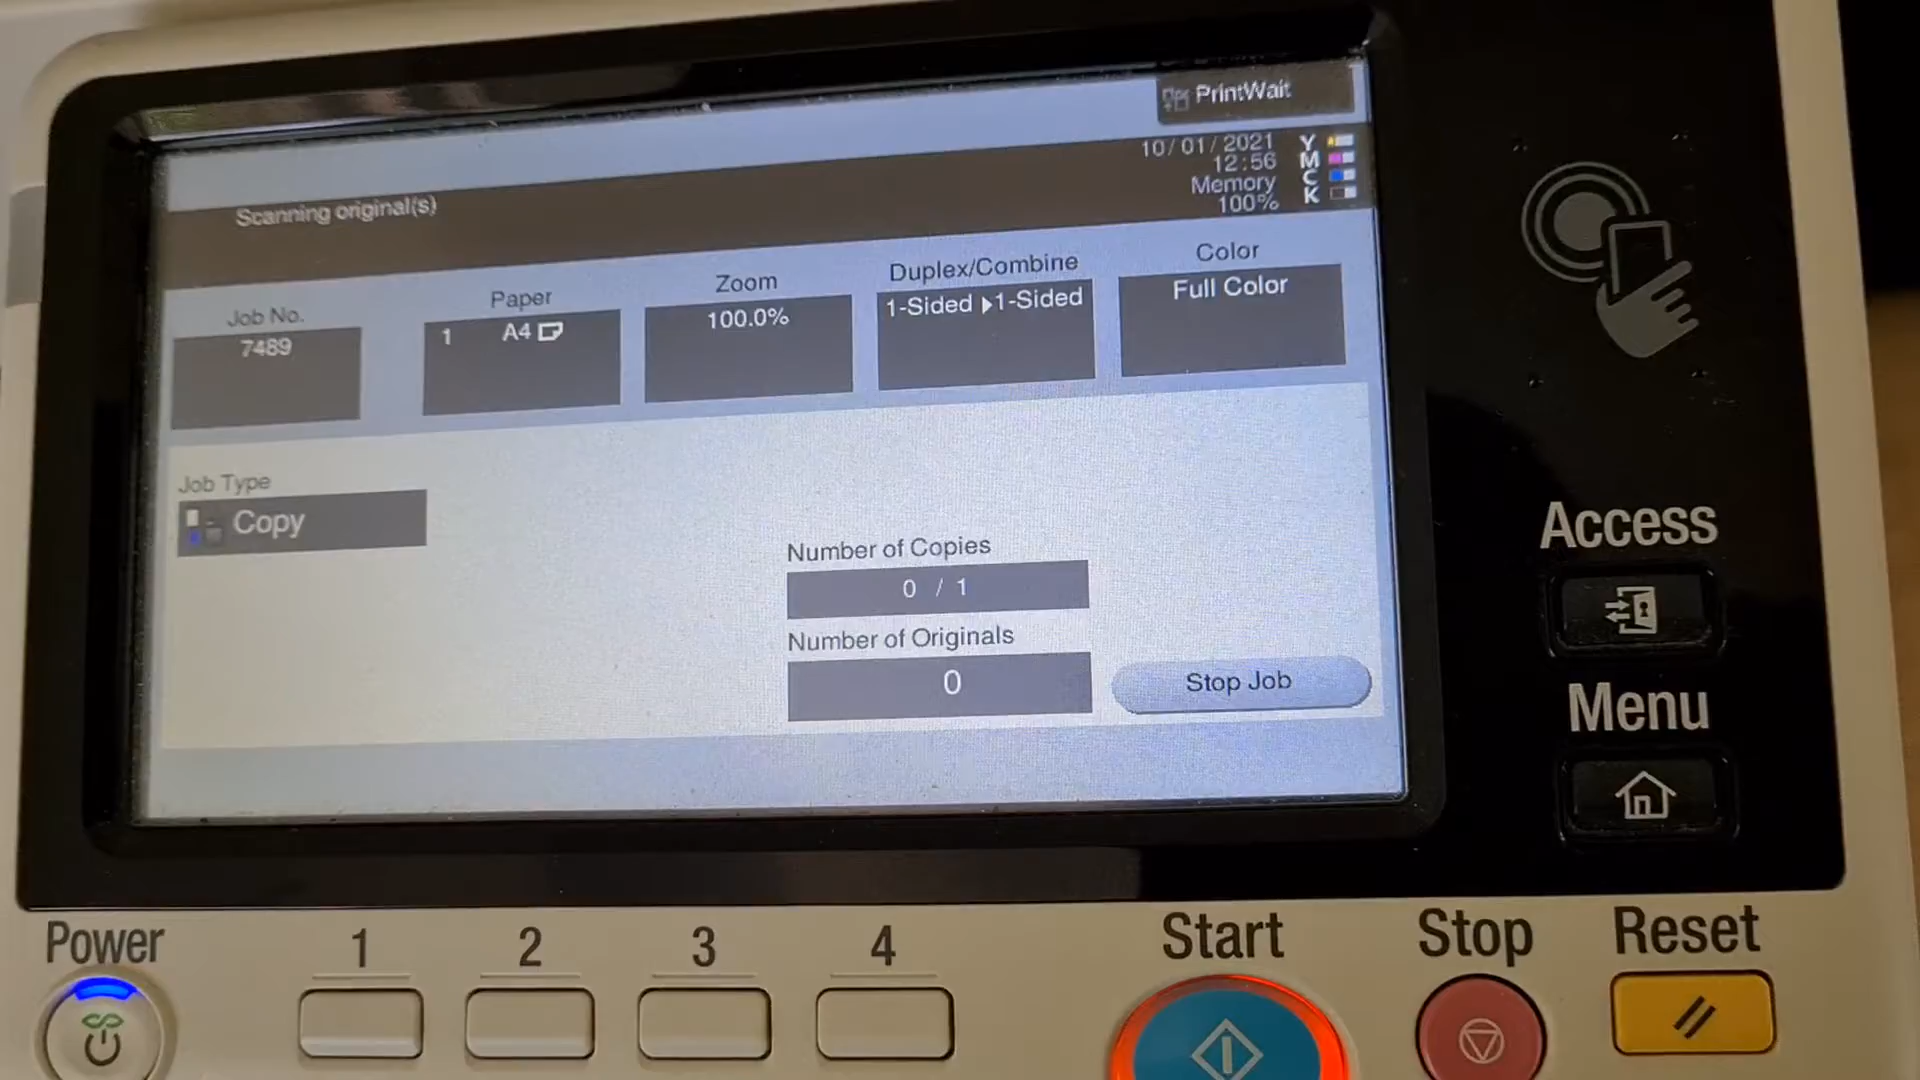 PrintWait
10/01/2021
12:56
Memory
100%
Y
M
C
K
Scanning original(s)
Job No.
7489
Paper
1 A4
Zoom
100.0%
Duplex/Combine
1-Sided 1-Sided
Color
Full Color
Job Type
Copy
Number of Copies
0 / 1
Number of Originals
0
Stop Job
Access
Menu
Power
1
2
3
4
Start
Stop
Reset